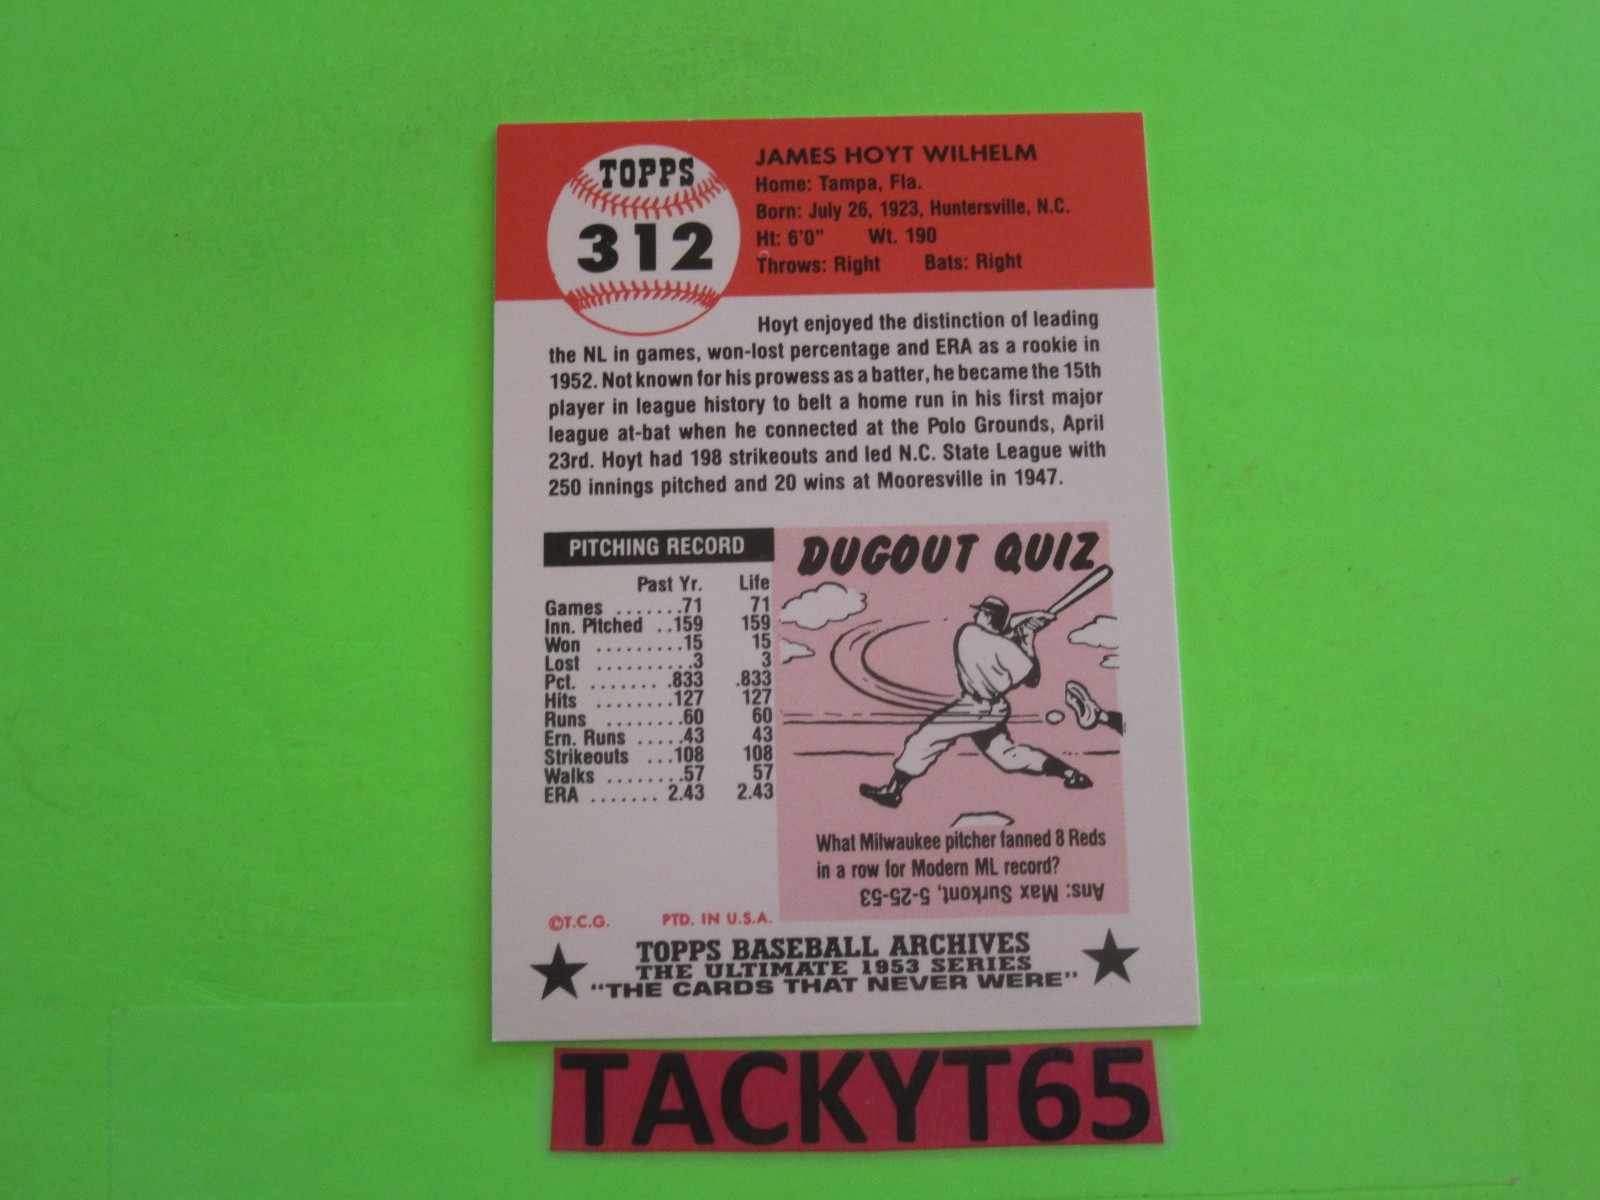 TOPPS
312
JAMES HOYT WILHELM
Home: Tampa, Fla.
Born: July 26, 1923, Huntersville, N.C.
Ht: 6'0" Wt. 190
Throws: Right Bats: Right
Hoyt enjoyed the distinction of leading
the NL in games, won-lost percentage and ERA as a rookie in
1952. Not known for his prowess as a batter, he became the 15th
player in league history to belt a home run in his first major
league at-bat when he connected at the Polo Grounds, April
23rd. Hoyt had 198 strikeouts and led N.C. State League with
250 innings pitched and 20 wins at Mooresville in 1947.
PITCHING RECORD
Past Yr. Life
Games .......71 71
Inn. Pitched ..159 159
Won .........15 15
Lost ..........3 3
Pct. ........833 .833
Hits ........127 127
Runs ........60 60
Ern. Runs .....43 43
Strikeouts ...108 108
Walks ........57 57
ERA ....... 2.43 2.43
DUGOUT QUIZ
What Milwaukee pitcher fanned 8 Reds
in a row for Modern ML record?
Ans: Max Surkont, 5-25-53
©T.C.G. PTD. IN U.S.A.
TOPPS BASEBALL ARCHIVES
THE ULTIMATE 1953 SERIES
"THE CARDS THAT NEVER WERE"
TACKYT65